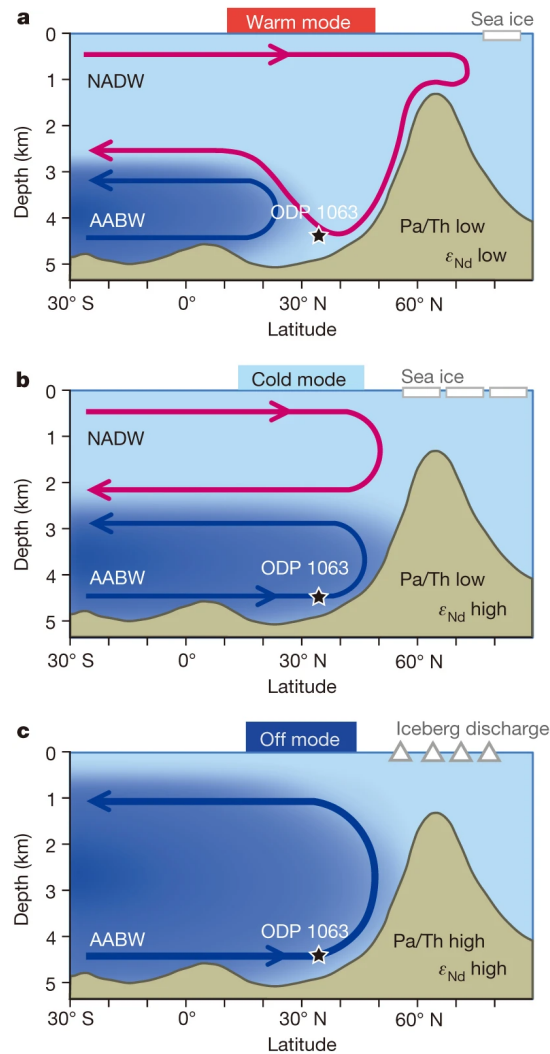 a
Warm mode
Sea ice
0
1
2
3
4
5
Depth (km)
NADW
AABW
ODP 1063
Pa/Th low
εNd low
30° S
0°
30° N
60° N
Latitude
b
Cold mode
Sea ice
0
1
2
3
4
5
Depth (km)
NADW
AABW
ODP 1063
Pa/Th low
εNd high
30° S
0°
30° N
60° N
Latitude
c
Off mode
Iceberg discharge
0
1
2
3
4
5
Depth (km)
AABW
ODP 1063
Pa/Th high
εNd high
30° S
0°
30° N
60° N
Latitude